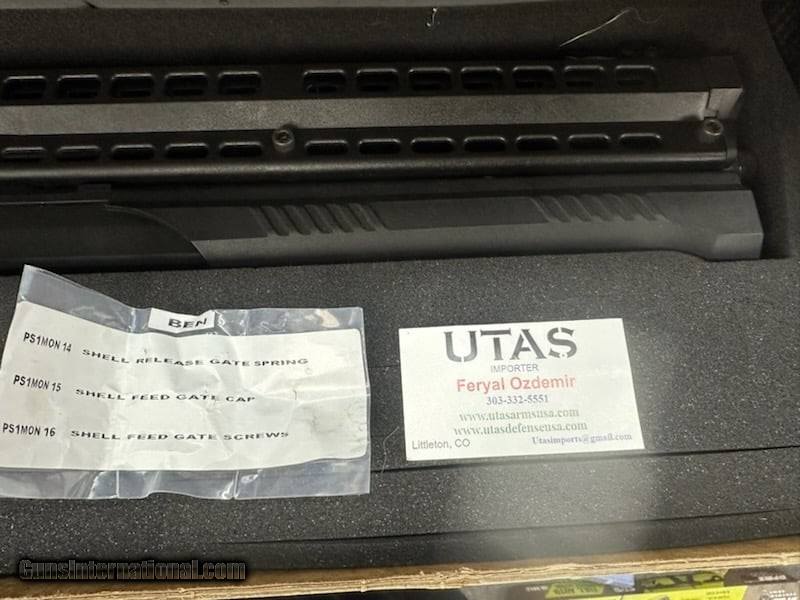 BEN
PS1MON 14 SHELL RELEASE GATE SPRING
PS1MON 15 SHELL FEED GATE CAP
PS1MON 16 SHELL FEED GATE SCREWS
UTAS
IMPORTER
Feryal Ozdemir
303-332-5551
www.utasarmsusa.com
www.utasdefenseusa.com
Littleton, CO Utasimports@gmail.com
GunsInternational.com